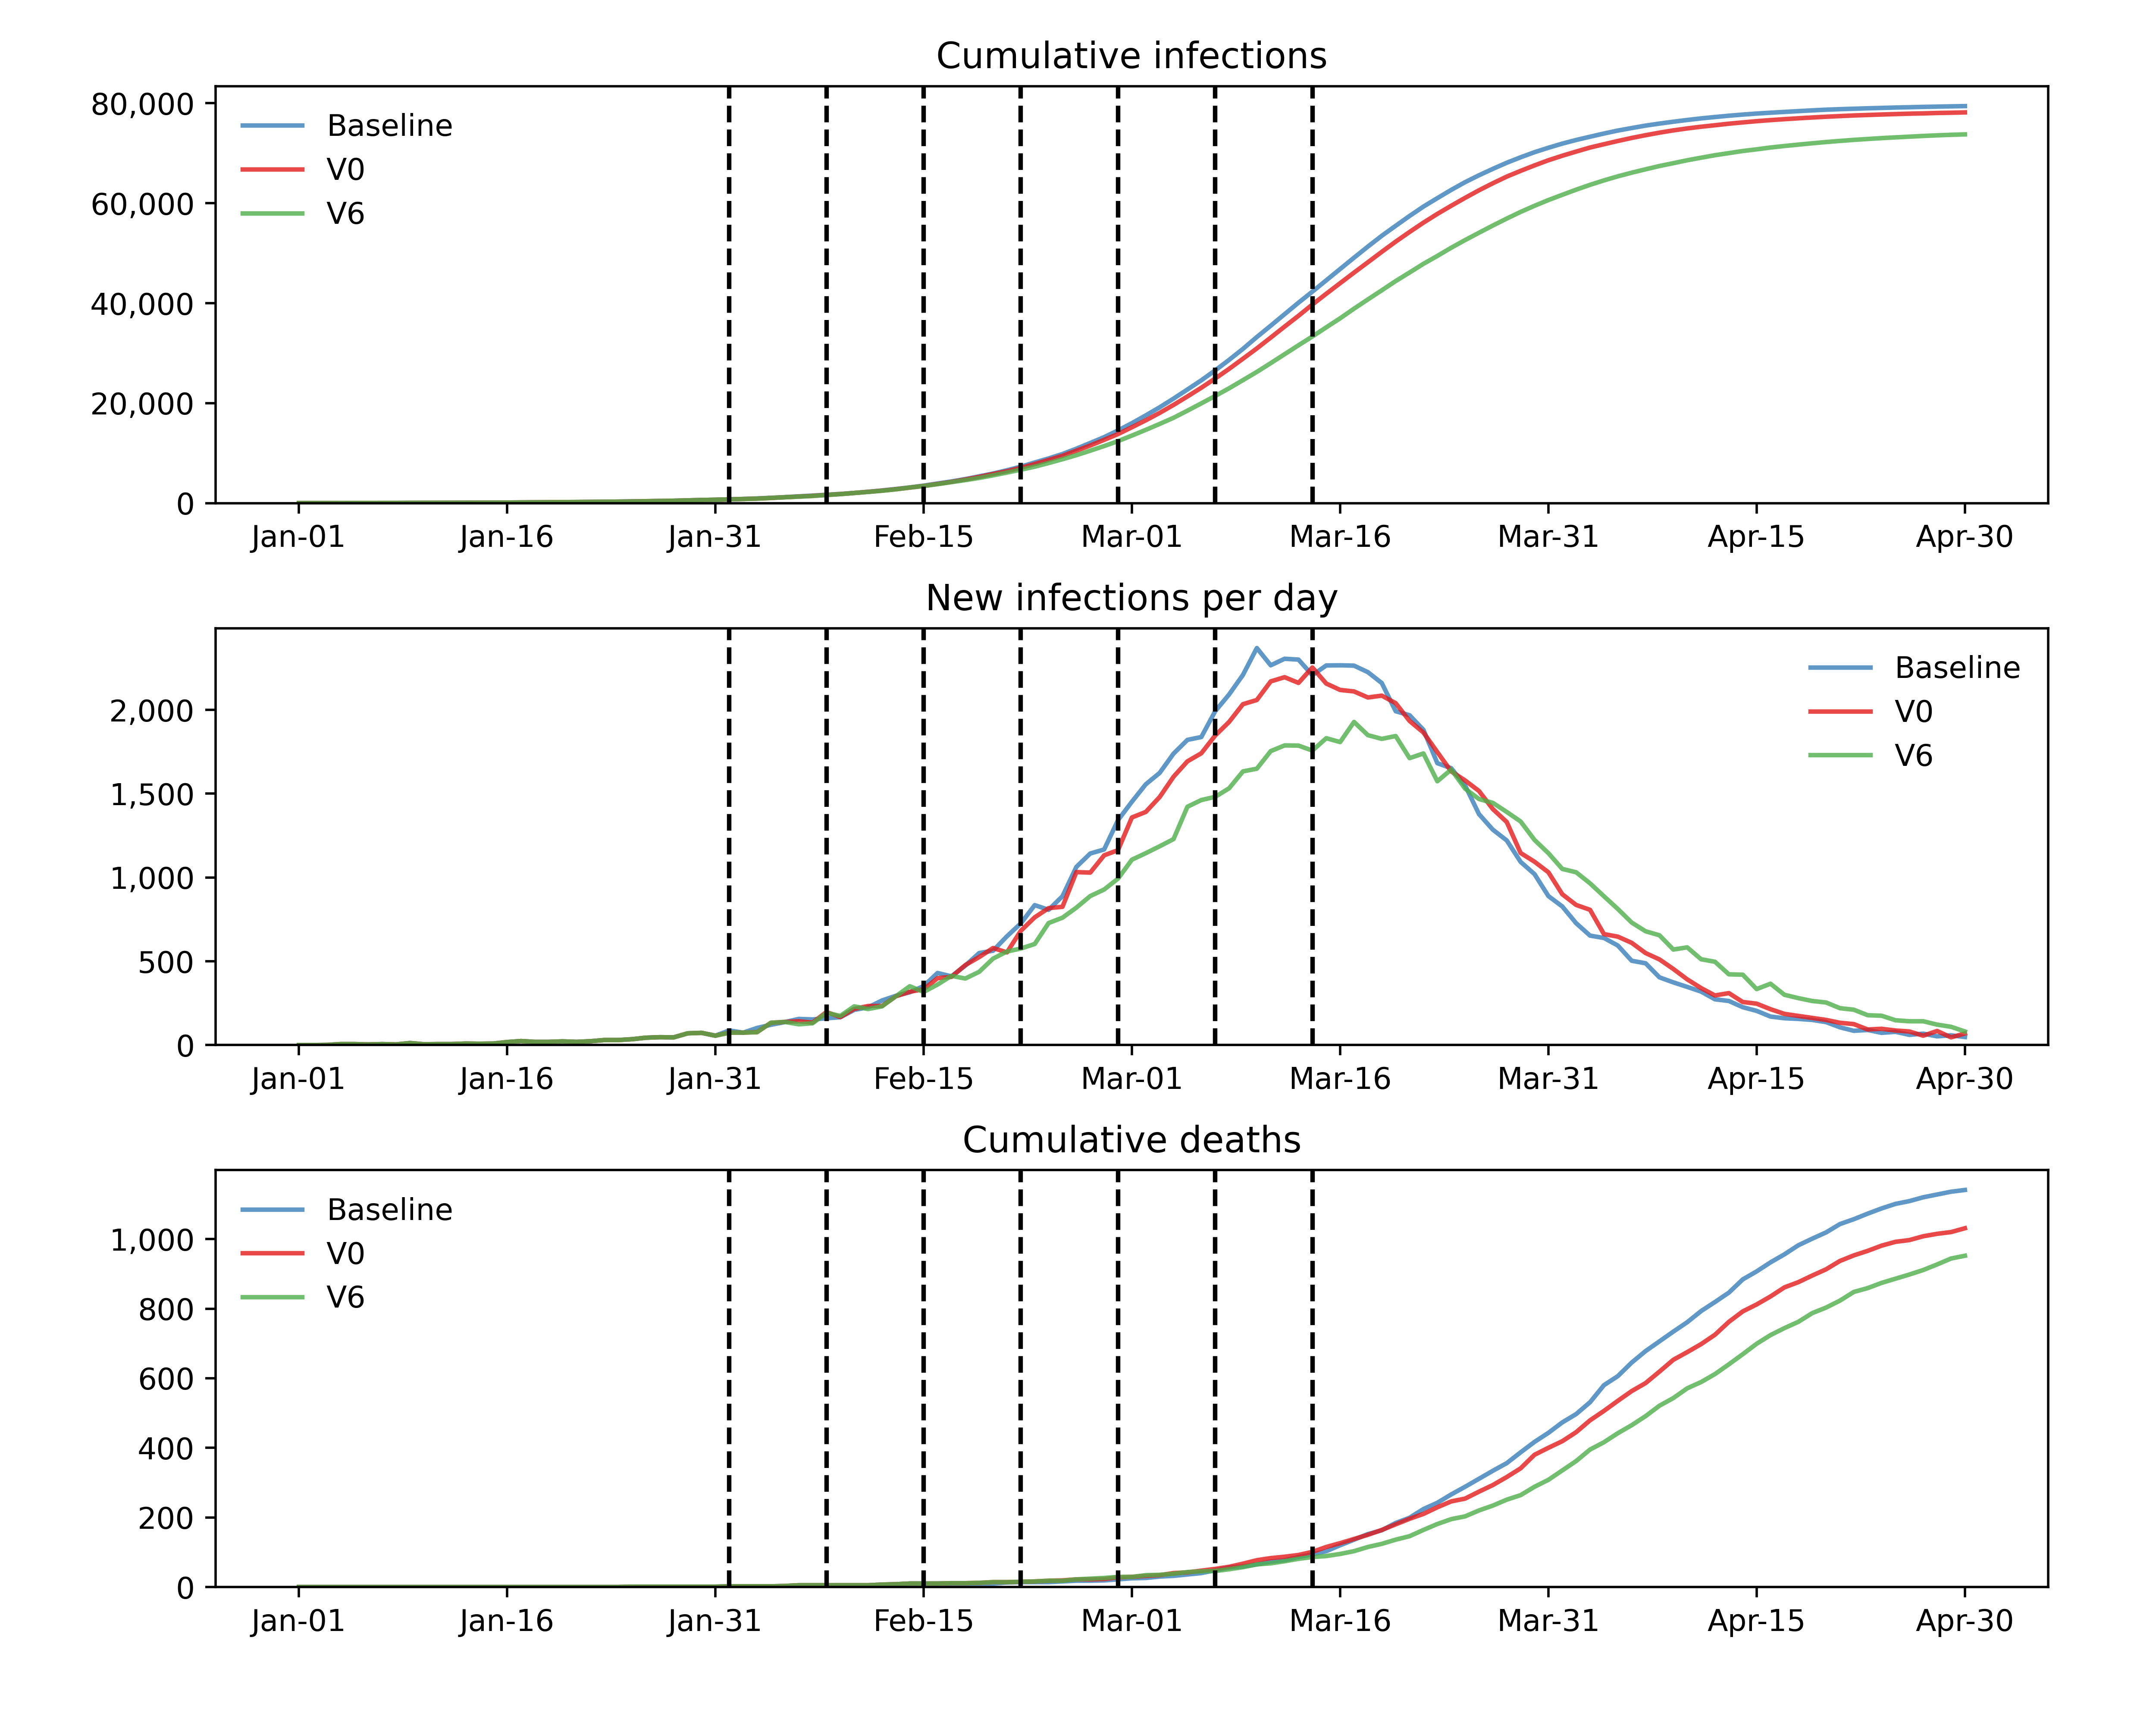 Cumulative infections
80,000
60,000
40,000
20,000
0
Baseline
V0
V6
Jan-01 Jan-16 Jan-31 Feb-15 Mar-01 Mar-16 Mar-31 Apr-15 Apr-30
New infections per day
2,000
1,500
1,000
500
0
Baseline
V0
V6
Jan-01 Jan-16 Jan-31 Feb-15 Mar-01 Mar-16 Mar-31 Apr-15 Apr-30
Cumulative deaths
1,000
800
600
400
200
0
Baseline
V0
V6
Jan-01 Jan-16 Jan-31 Feb-15 Mar-01 Mar-16 Mar-31 Apr-15 Apr-30